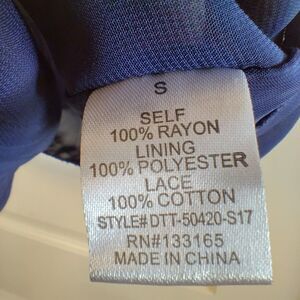 S
SELF
100% RAYON
LINING
100% POLYESTER
LACE
100% COTTON
STYLE# DTT-50420-S17
RN#133165
MADE IN CHINA